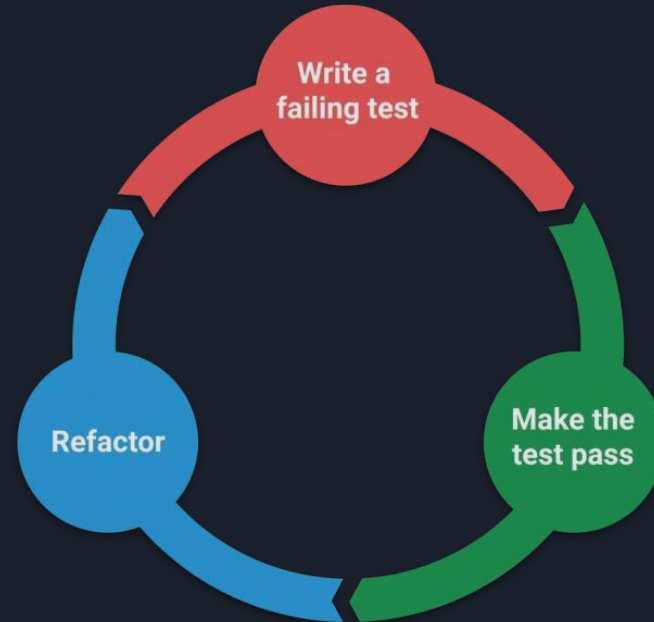 Write a
failing test
Make the
test pass
Refactor